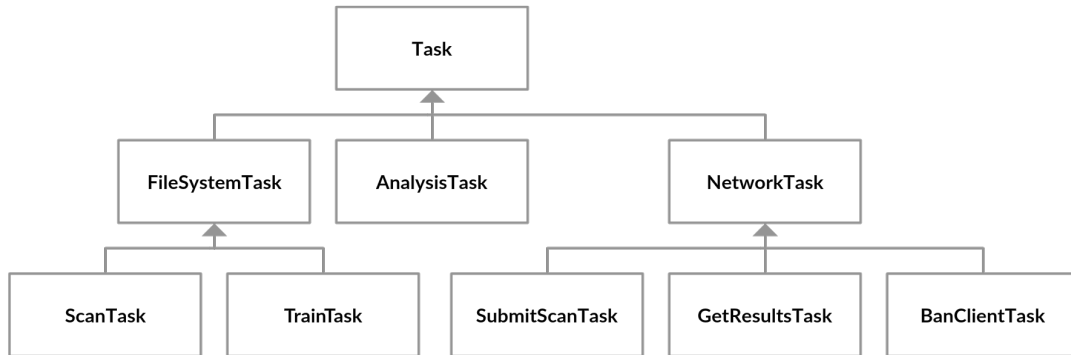 Task
FileSystemTask
AnalysisTask
NetworkTask
ScanTask
TrainTask
SubmitScanTask
GetResultsTask
BanClientTask